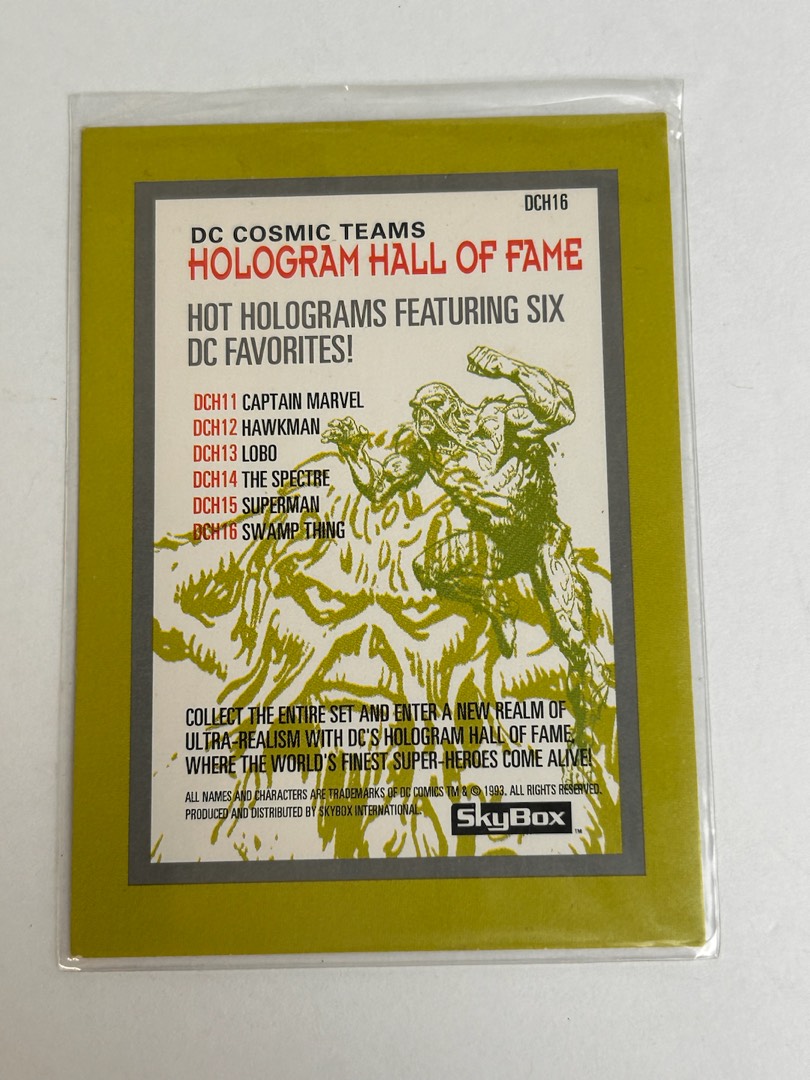 DCH16
DC COSMIC TEAMS
HOLOGRAM HALL OF FAME
HOT HOLOGRAMS FEATURING SIX
DC FAVORITES!
DCH11 CAPTAIN MARVEL
DCH12 HAWKMAN
DCH13 LOBO
DCH14 THE SPECTRE
DCH15 SUPERMAN
DCH16 SWAMP THING
COLLECT THE ENTIRE SET AND ENTER A NEW REALM OF
ULTRA-REALISM WITH DC'S HOLOGRAM HALL OF FAME,
WHERE THE WORLD'S FINEST SUPER-HEROES COME ALIVE!
ALL NAMES AND CHARACTERS ARE TRADEMARKS OF DC COMICS TM & © 1993. ALL RIGHTS RESERVED.
PRODUCED AND DISTRIBUTED BY SKYBOX INTERNATIONAL.
SkyBox™